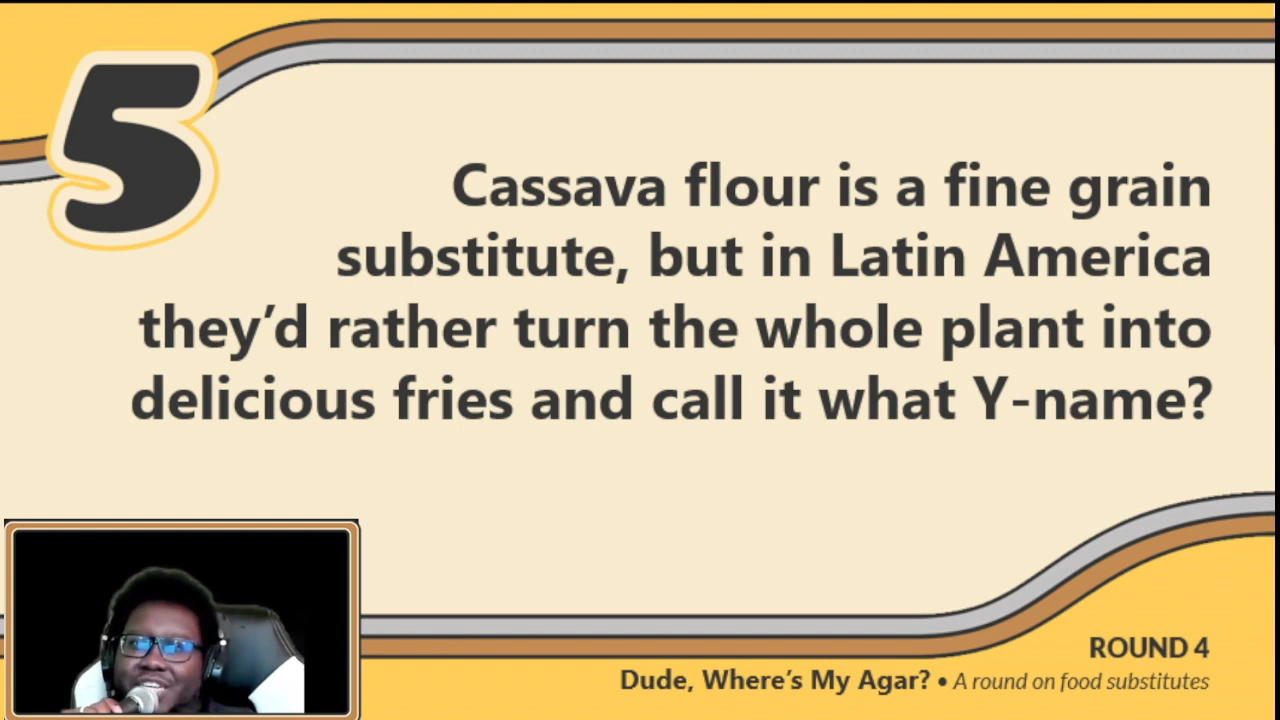 5
Cassava flour is a fine grain
substitute, but in Latin America
they’d rather turn the whole plant into
delicious fries and call it what Y-name?
ROUND 4
Dude, Where’s My Agar? • A round on food substitutes